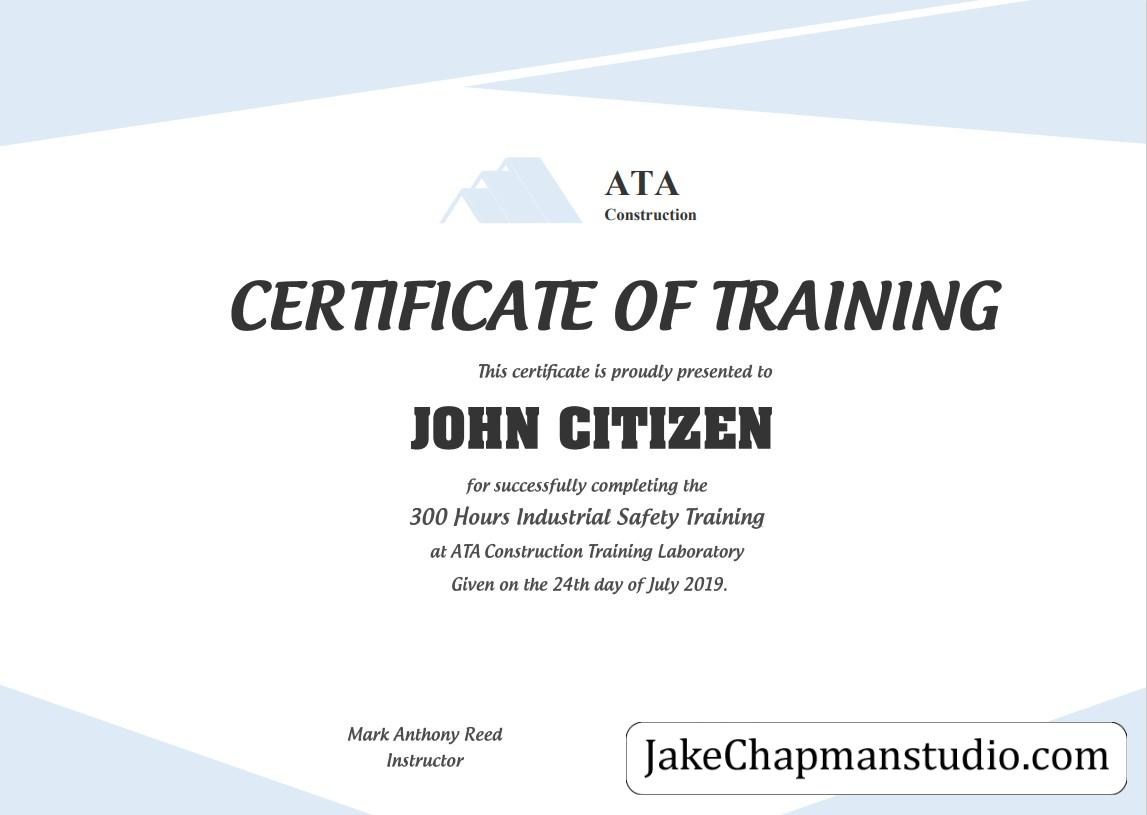 ATA
Construction
CERTIFICATE OF TRAINING
This certificate is proudly presented to
JOHN CITIZEN
for successfully completing the
300 Hours Industrial Safety Training
at ATA Construction Training Laboratory
Given on the 24th day of July 2019.
Mark Anthony Reed
Instructor
JakeChapmanstudio.com